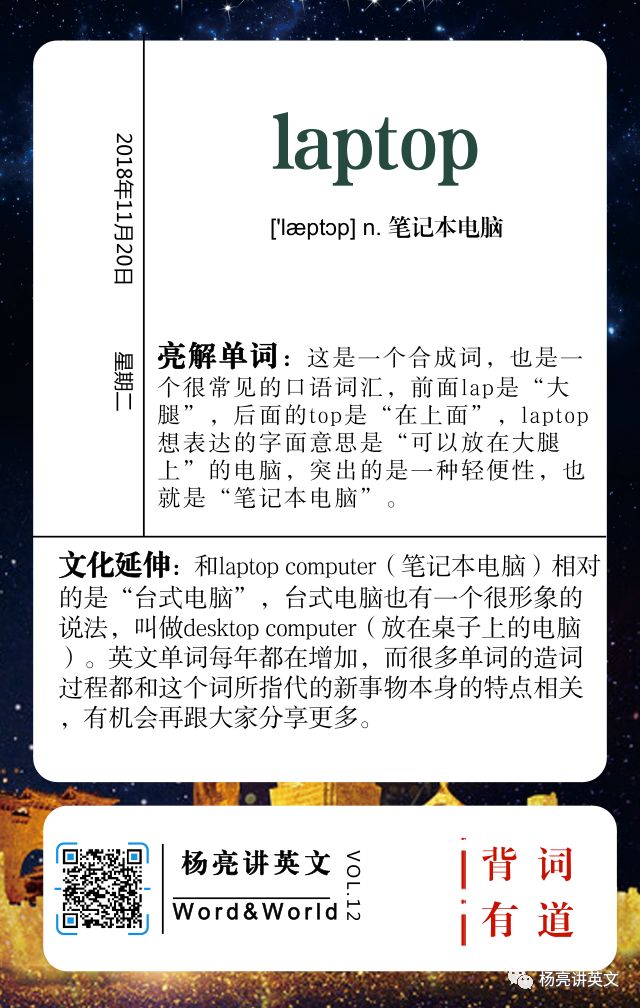 laptop
['læptɔp] n. 笔记本电脑
2018年11月20日
星期二
亮解单词：这是一个合成词，也是一
个很常见的口语词汇，前面lap是“大
腿”，后面的top是“在上面”，laptop
想表达的字面意思是“可以放在大腿
上”的电脑，突出的是一种轻便性，也
就是“笔记本电脑”。
文化延伸：和laptop computer（笔记本电脑）相对
的是“台式电脑”，台式电脑也有一个很形象的
说法，叫做desktop computer（放在桌子上的电脑
）。英文单词每年都在增加，而很多单词的造词
过程都和这个词所指代的新事物本身的特点相关
，有机会再跟大家分享更多。
杨亮讲英文
Word&World
VOL.12
背词
有道
杨亮讲英文